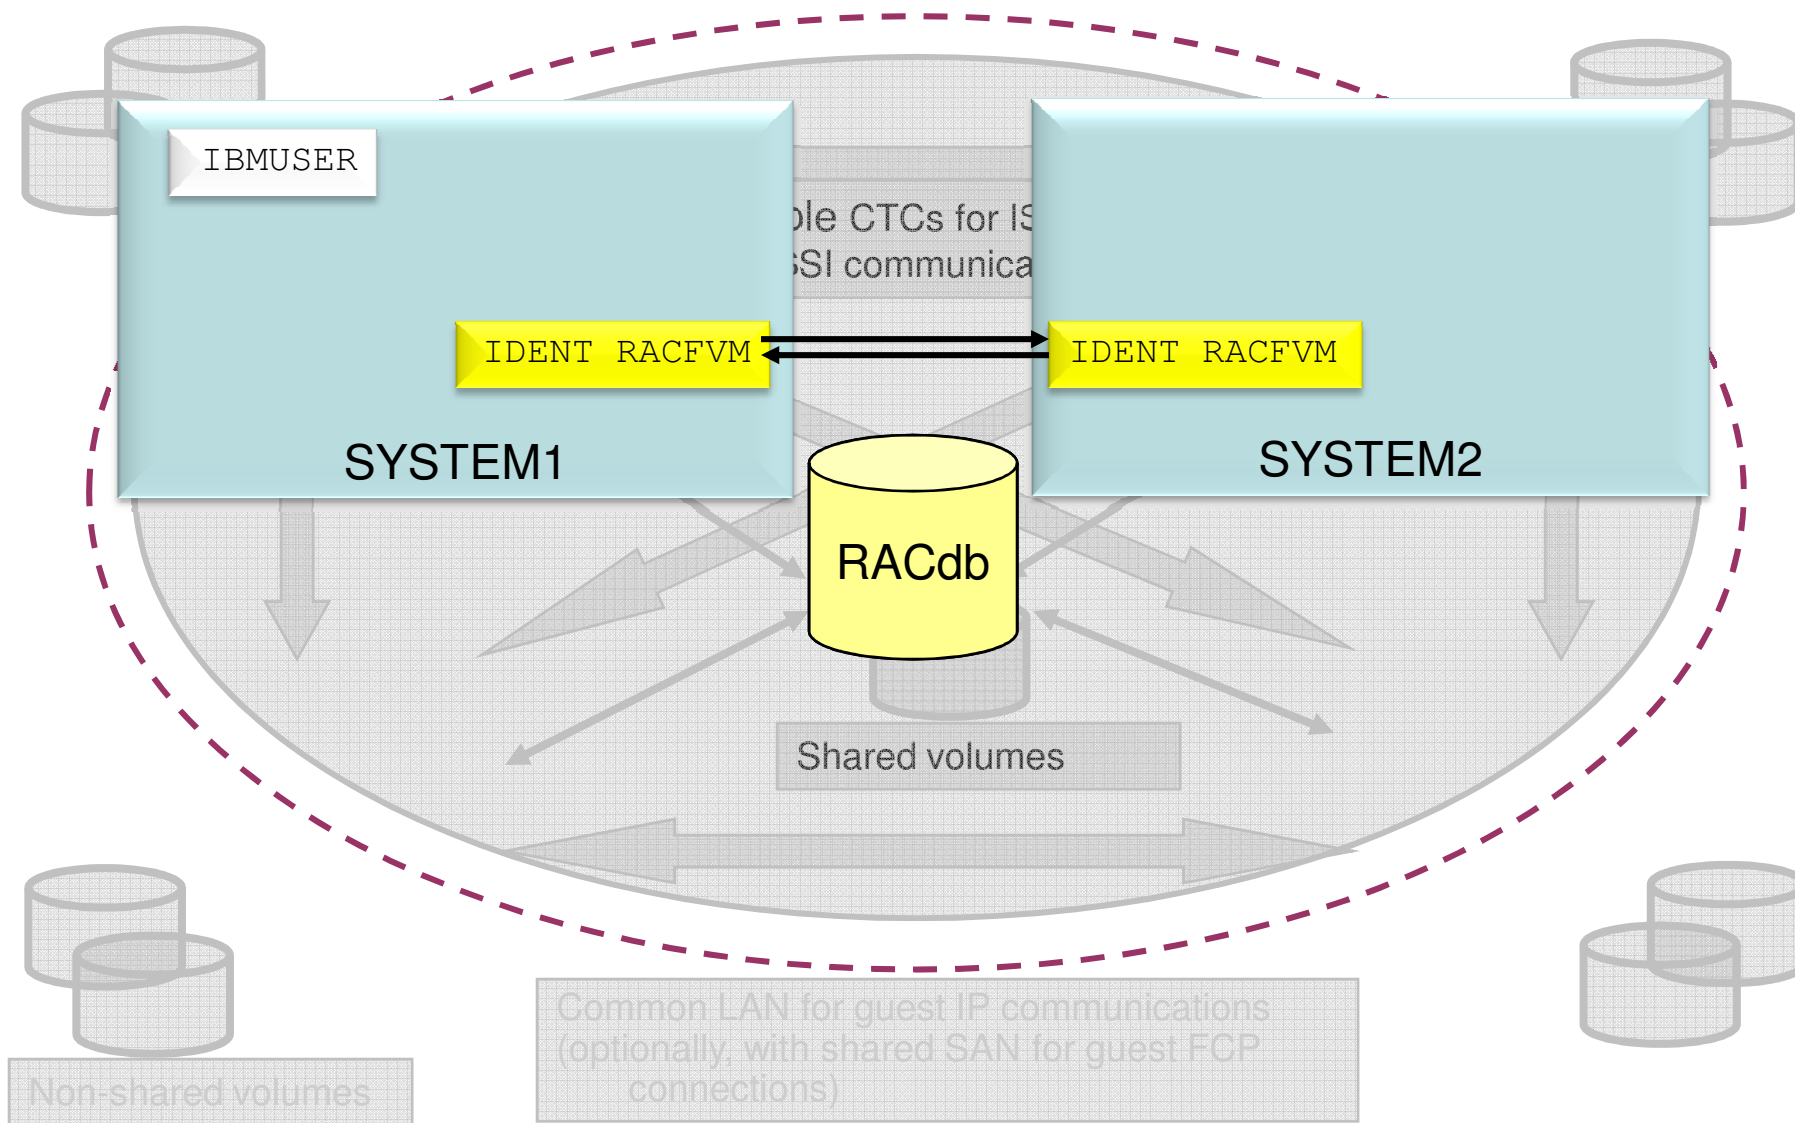 IBMUSER
ble CTCs for IS
SSI communica
IDENT RACFVM
IDENT RACFVM
SYSTEM1
SYSTEM2
RACdb
Shared volumes
Common LAN for guest IP communications
(optionally, with shared SAN for guest FCP
connections)
Non-shared volumes